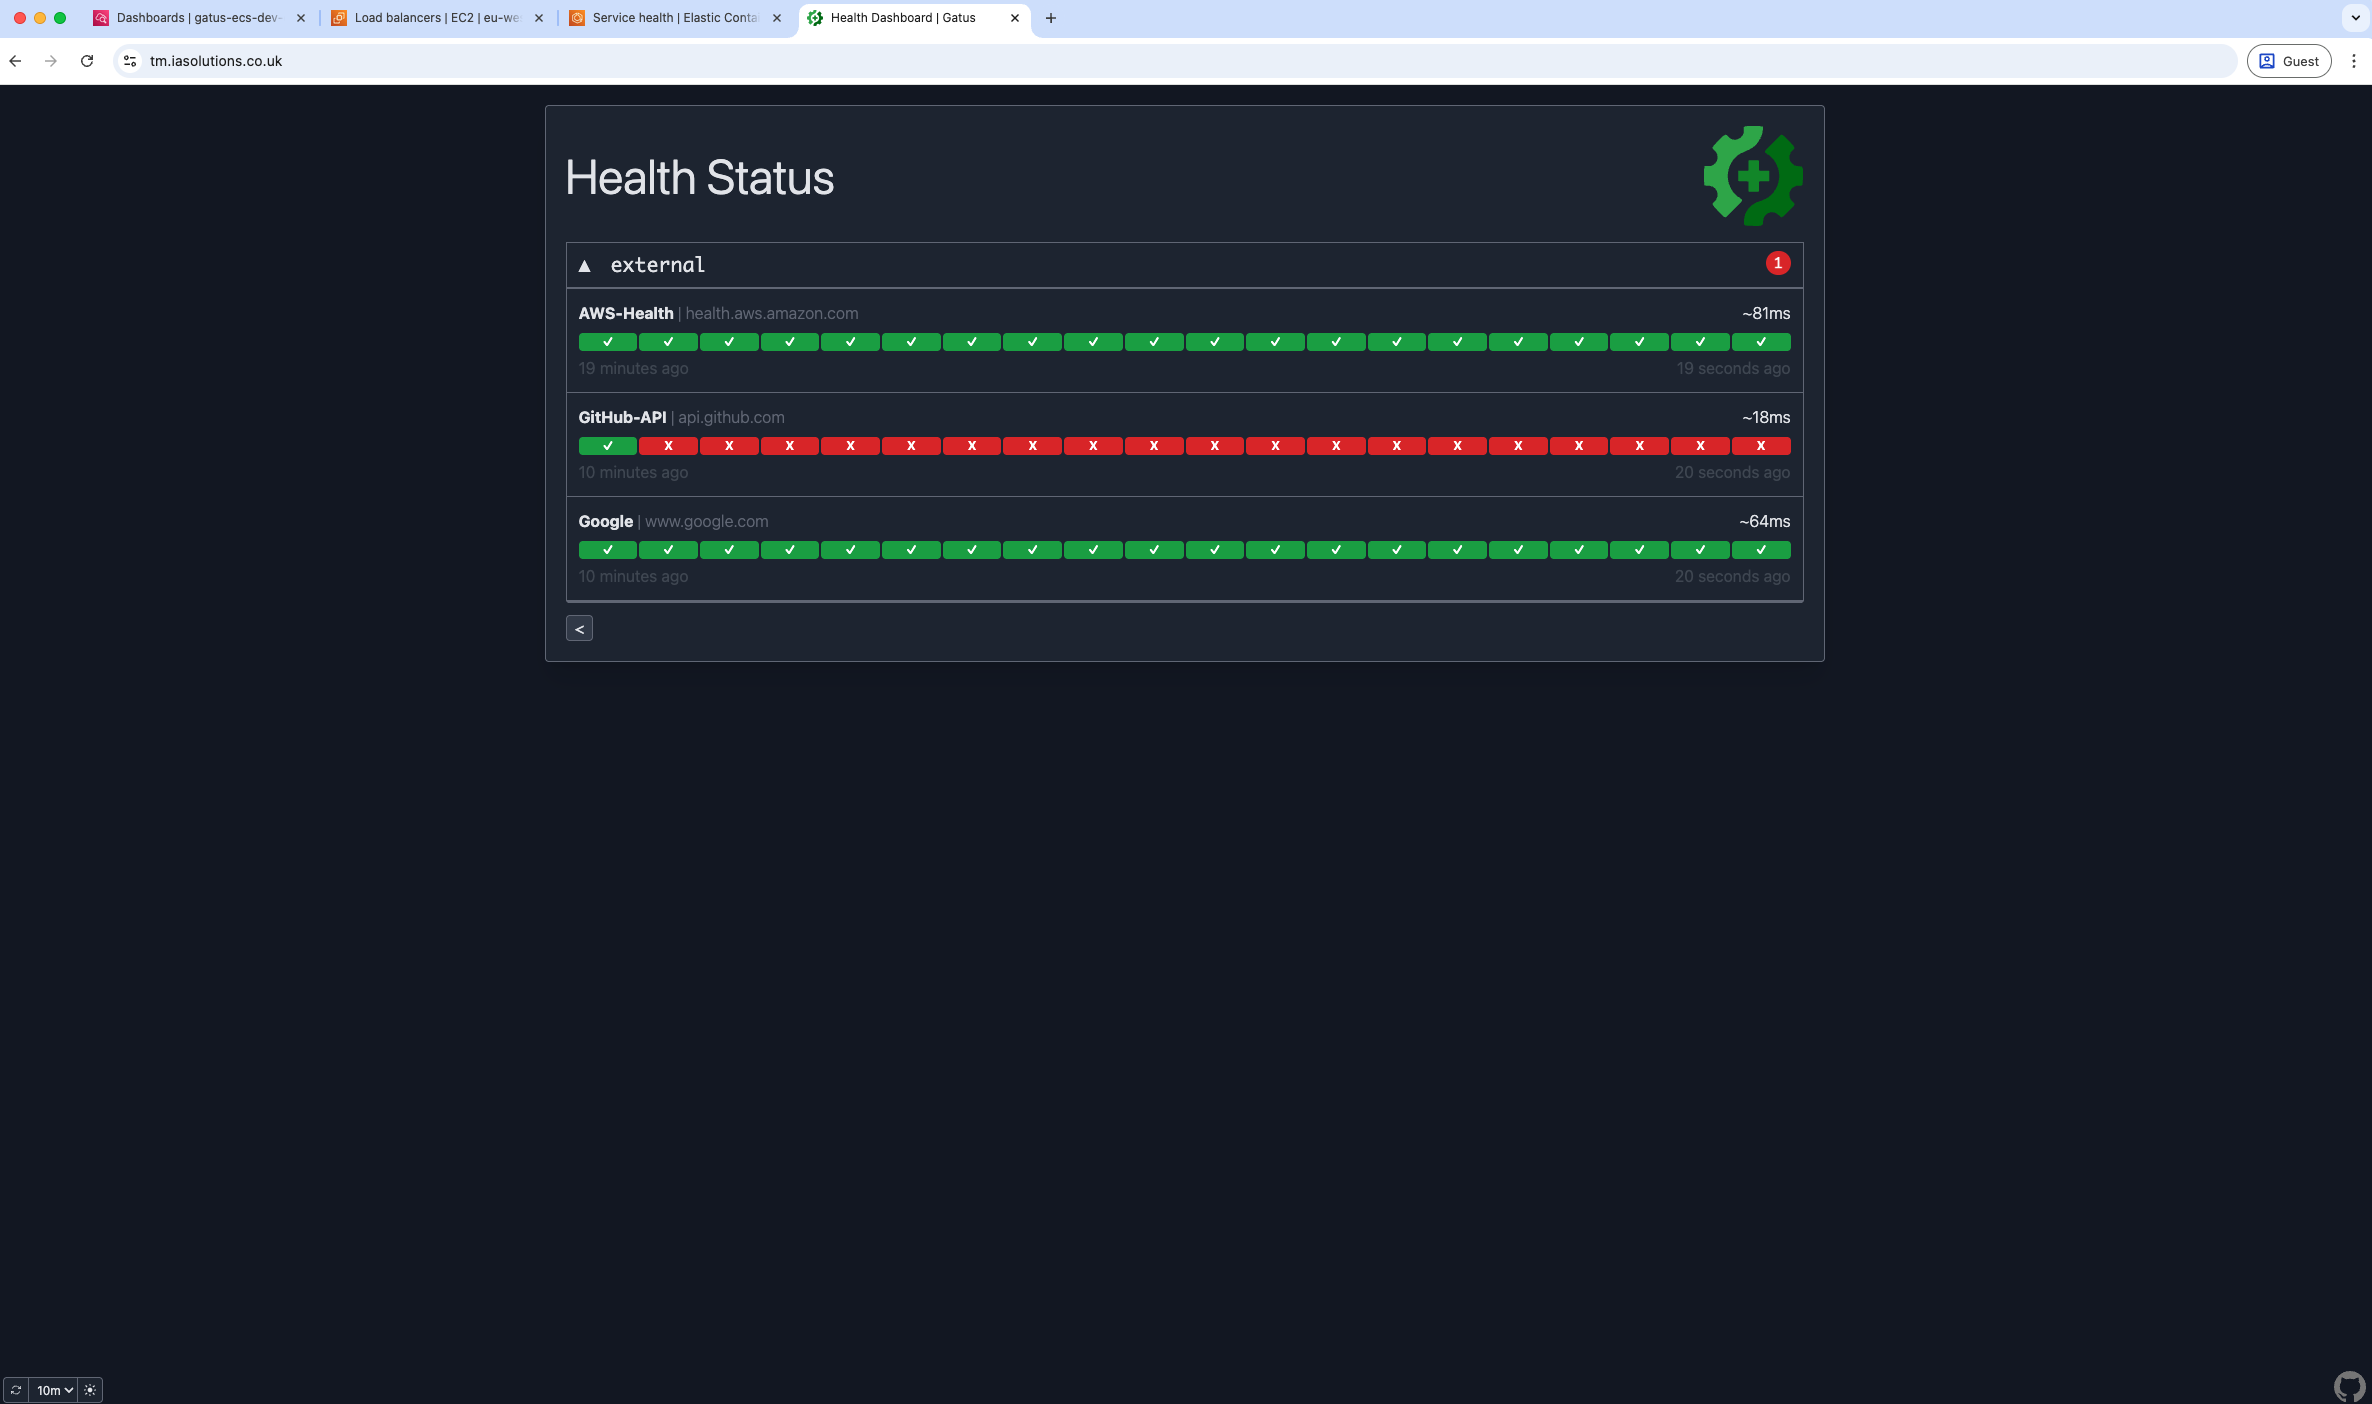 Dashboards | gatus-ecs-dev-
Load balancers | EC2 | eu-we
Service health | Elastic Conta
Health Dashboard | Gatus
tm.iasolutions.co.uk
Guest
Health Status
▲ external 1
AWS-Health | health.aws.amazon.com ~81ms
✓ ✓ ✓ ✓ ✓ ✓ ✓ ✓ ✓ ✓ ✓ ✓ ✓ ✓ ✓ ✓ ✓ ✓ ✓ ✓
19 minutes ago 19 seconds ago
GitHub-API | api.github.com ~18ms
✓ X X X X X X X X X X X X X X X X X X X
10 minutes ago 20 seconds ago
Google | www.google.com ~64ms
✓ ✓ ✓ ✓ ✓ ✓ ✓ ✓ ✓ ✓ ✓ ✓ ✓ ✓ ✓ ✓ ✓ ✓ ✓ ✓
10 minutes ago 20 seconds ago
<
10m